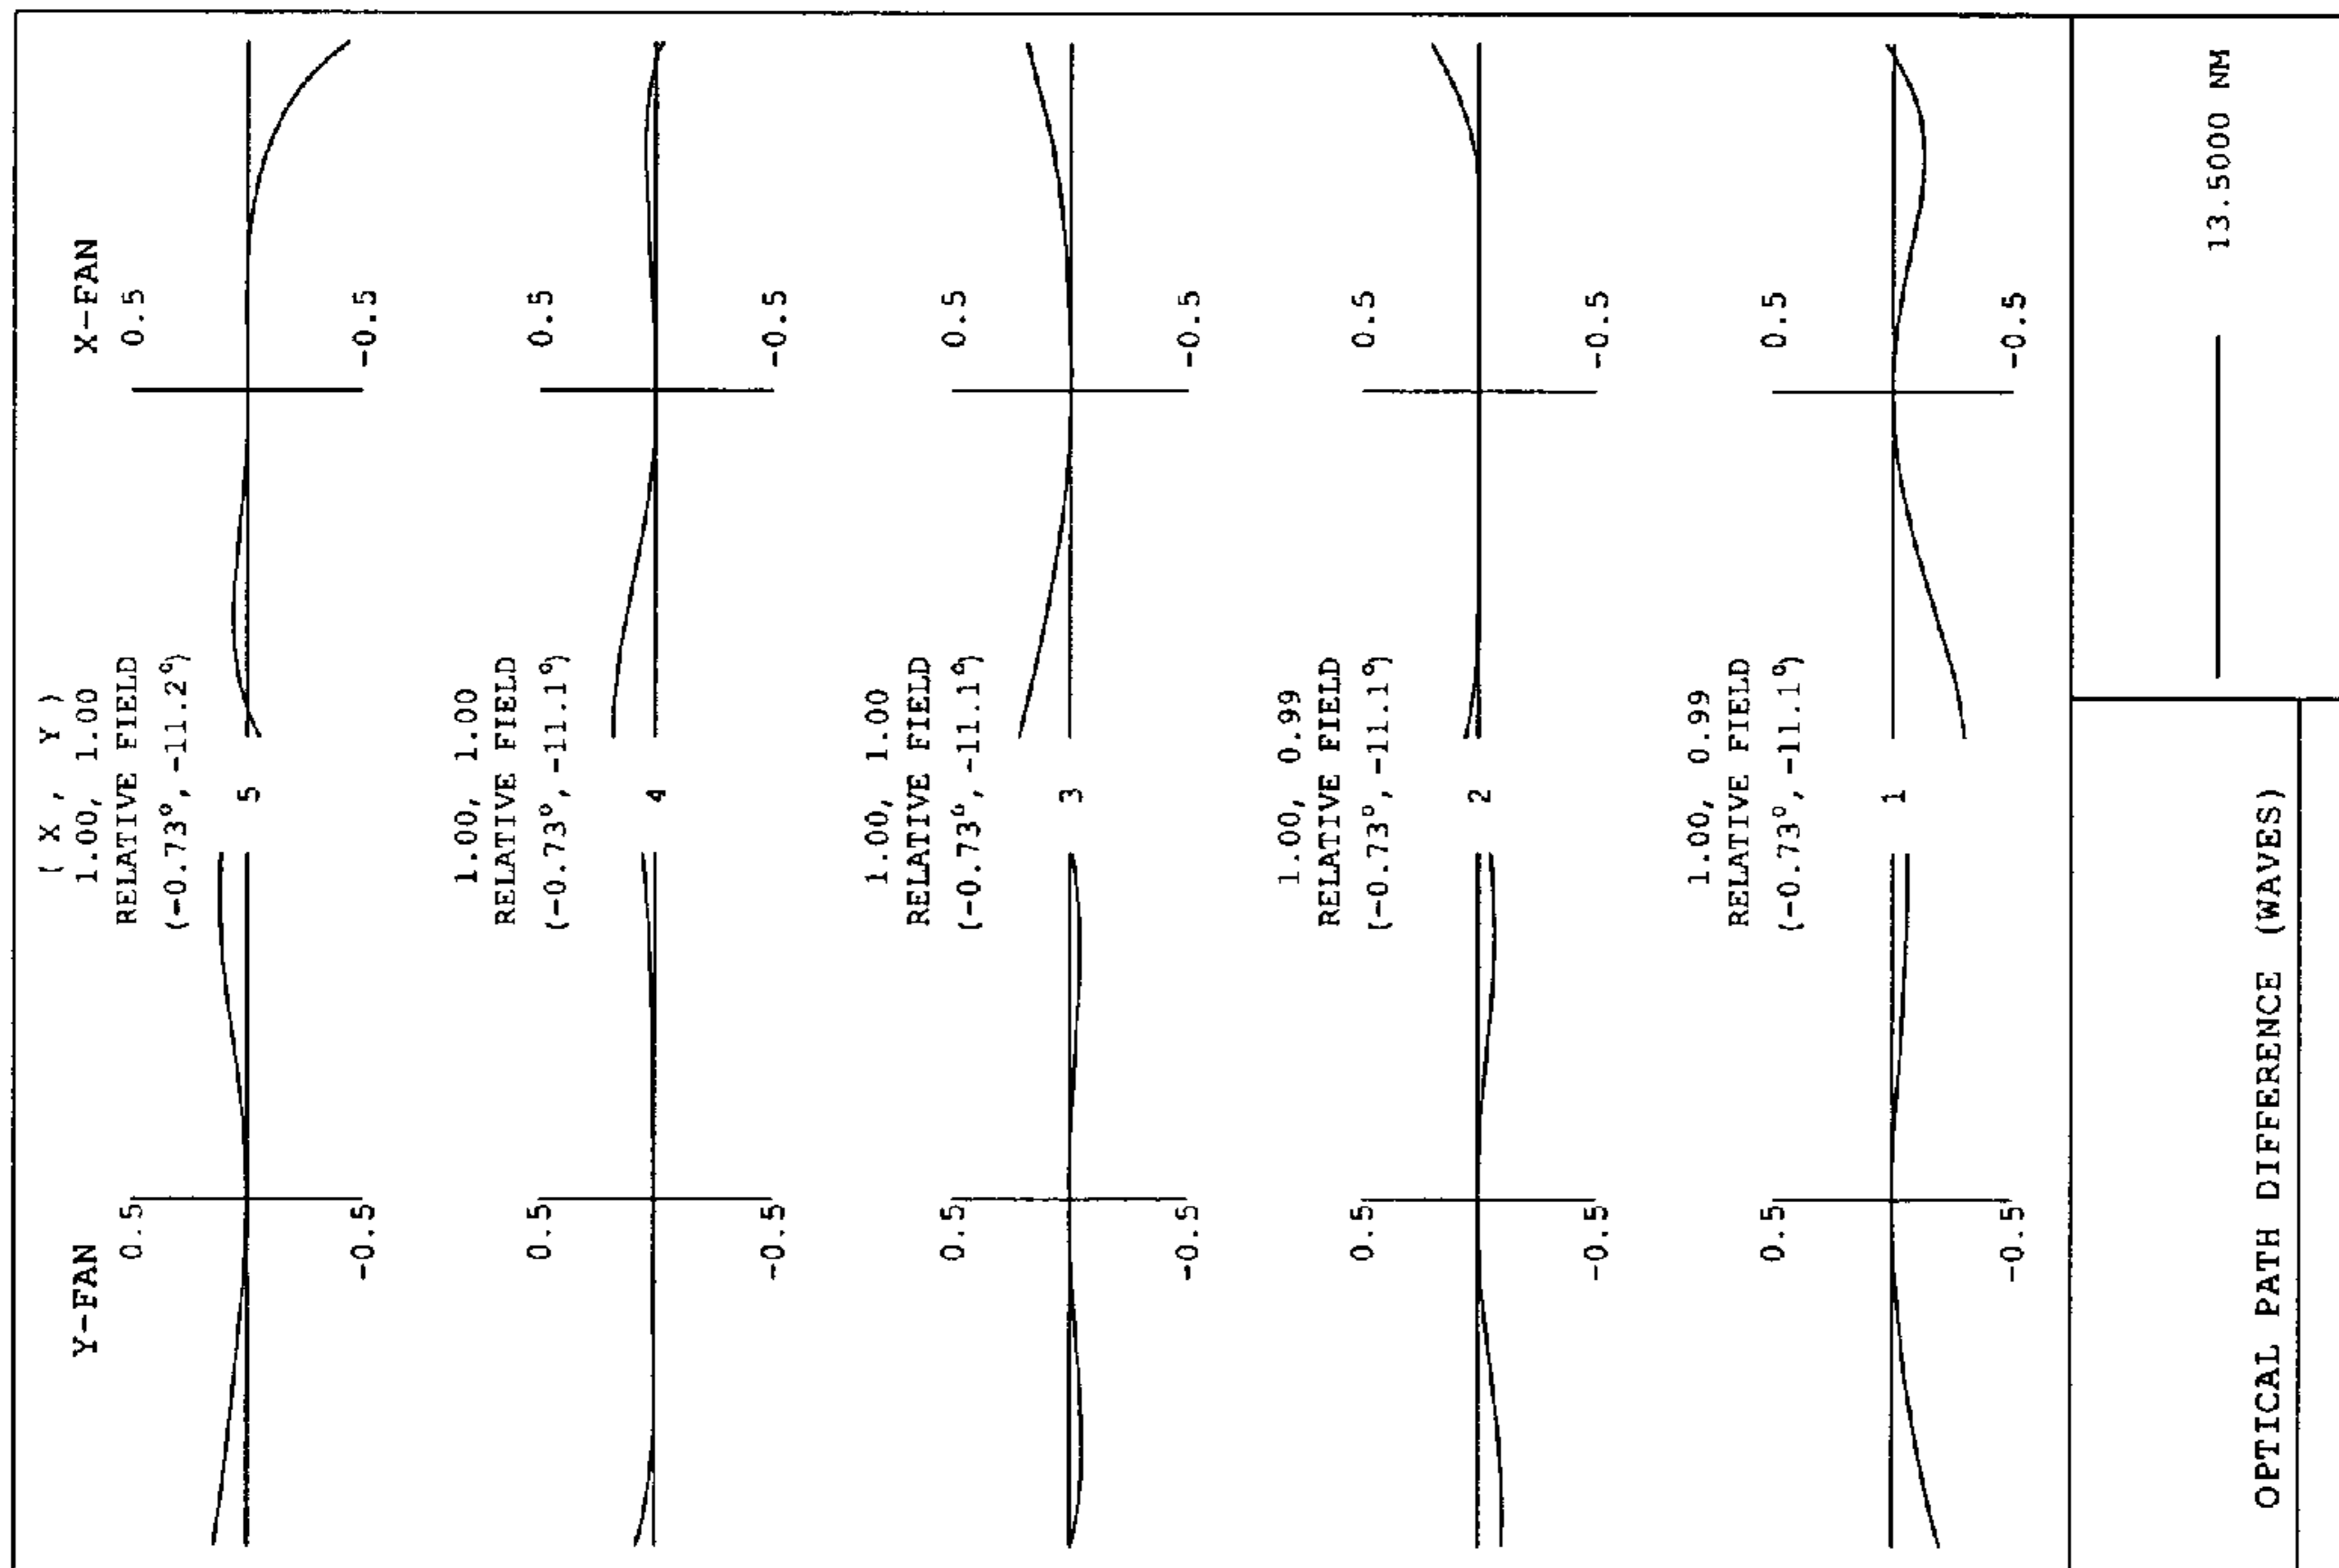 ( X , Y )
Y-FAN 1.00, 1.00 X-FAN
0.5 RELATIVE FIELD 0.5
(-0.73°, -11.2°)
5
-0.5 -0.5
1.00, 1.00
RELATIVE FIELD
0.5 (-0.73°, -11.1°) 0.5
4
-0.5 -0.5
1.00, 1.00
RELATIVE FIELD
0.5 (-0.73°, -11.1°) 0.5
3
-0.5 -0.5
1.00, 0.99
RELATIVE FIELD
0.5 (-0.73°, -11.1°) 0.5
2
-0.5 -0.5
1.00, 0.99
RELATIVE FIELD
0.5 (-0.73°, -11.1°) 0.5
1
-0.5 -0.5
13.5000 NM
OPTICAL PATH DIFFERENCE (WAVES)